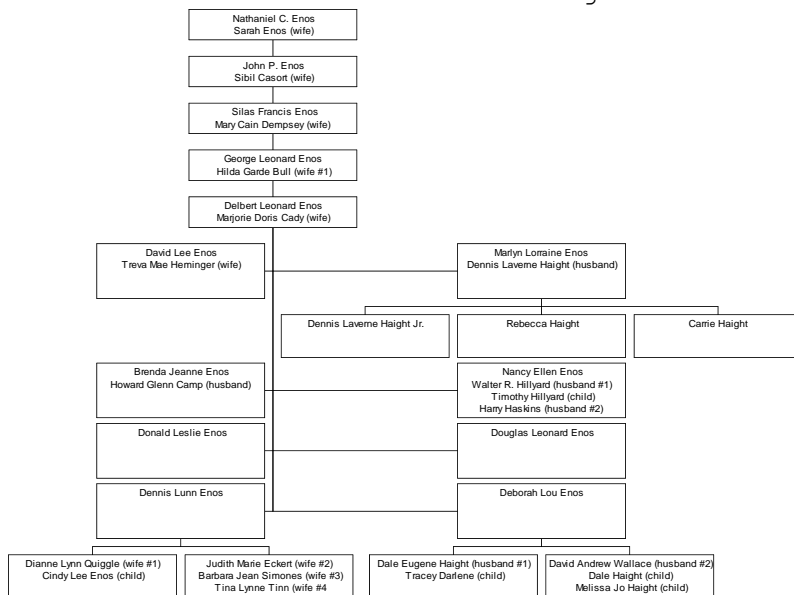 Nathaniel C. Enos
Sarah Enos (wife)
John P. Enos
Sibil Casort (wife)
Silas Francis Enos
Mary Cain Dempsey (wife)
George Leonard Enos
Hilda Garde Bull (wife #1)
Delbert Leonard Enos
Marjorie Doris Cady (wife)
David Lee Enos
Treva Mae Heminger (wife)
Marlyn Lorraine Enos
Dennis Laverne Haight (husband)
Dennis Laverne Haight Jr.
Rebecca Haight
Carrie Haight
Brenda Jeanne Enos
Howard Glenn Camp (husband)
Nancy Ellen Enos
Walter R. Hillyard (husband #1)
Timothy Hillyard (child)
Harry Haskins (husband #2)
Donald Leslie Enos
Douglas Leonard Enos
Dennis Lunn Enos
Deborah Lou Enos
Dianne Lynn Quiggle (wife #1)
Cindy Lee Enos (child)
Judith Marie Eckert (wife #2)
Barbara Jean Simones (wife #3)
Tina Lynne Tinn (wife #4
Dale Eugene Haight (husband #1)
Tracey Darlene (child)
David Andrew Wallace (husband #2)
Dale Haight (child)
Melissa Jo Haight (child)